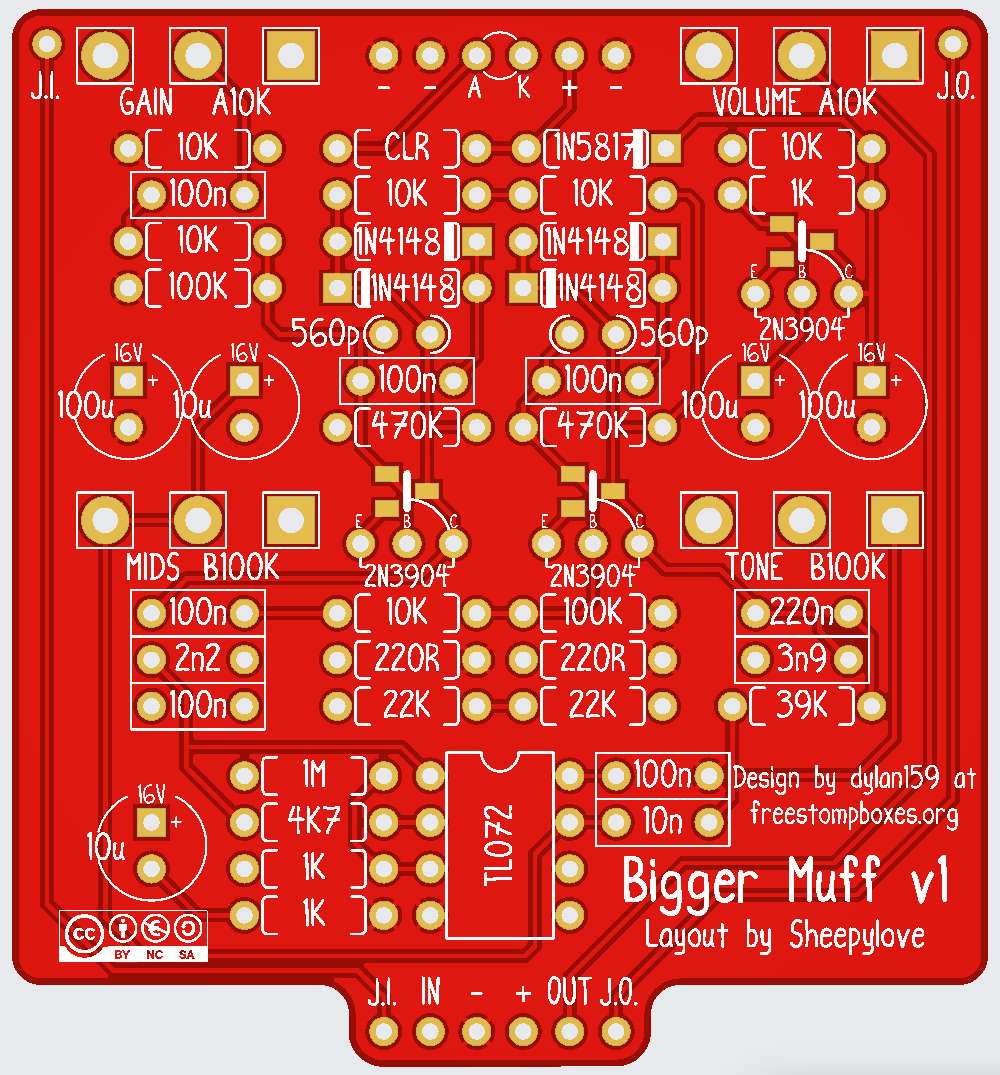 J.I. - - A K + - J.O.
GAIN A10K VOLUME A10K
10K CLR 1N5817 10K
100n 10K 10K 1K
10K 1N4148 1N4148
100K 1N4148 1N4148 E B C
560p 560p 2N3904
16V 16V 16V 16V
+ + 100n 100n + +
100u 10u 470K 470K 100u 100u
E B C E B C
MIDS B100K 2N3904 2N3904 TONE B100K
100n 10K 100K 220n
2n2 220R 220R 3n9
100n 22K 22K 39K
1M 100n Design by dylan159 at
16V + 4K7 10n freestompboxes.org
10u 1K TL072 Bigger Muff v1
1K Layout by Sheepylove
cc BY NC SA
J.I. IN - + OUT J.O.